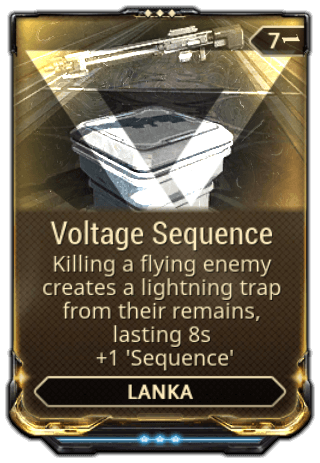 7
Voltage Sequence
Killing a flying enemy
creates a lightning trap
from their remains,
lasting 8s
+1 'Sequence'
LANKA